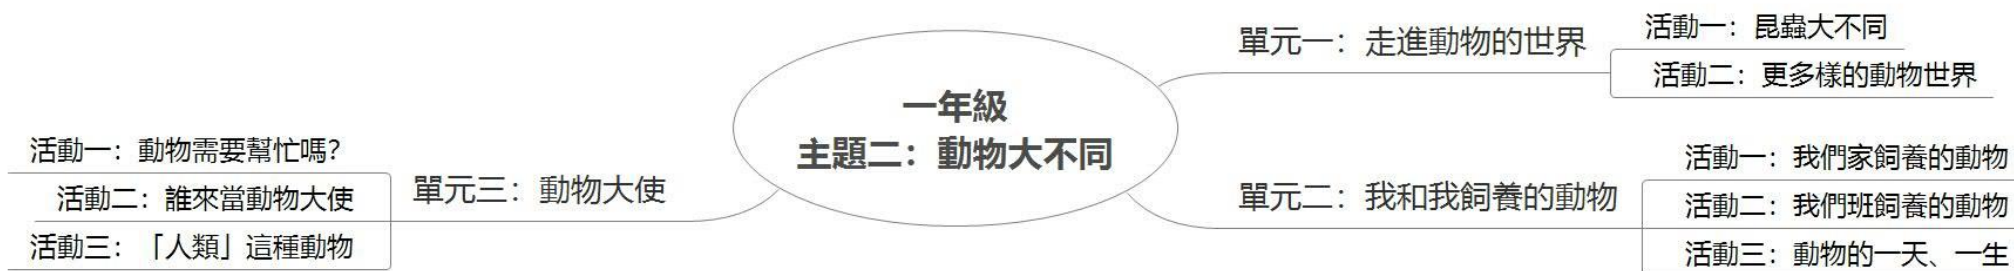 一年級
主題二：動物大不同
單元一：走進動物的世界
活動一：昆蟲大不同
活動二：更多樣的動物世界
單元二：我和我飼養的動物
活動一：我們家飼養的動物
活動二：我們班飼養的動物
活動三：動物的一天、一生
單元三：動物大使
活動一：動物需要幫忙嗎？
活動二：誰來當動物大使
活動三：「人類」這種動物